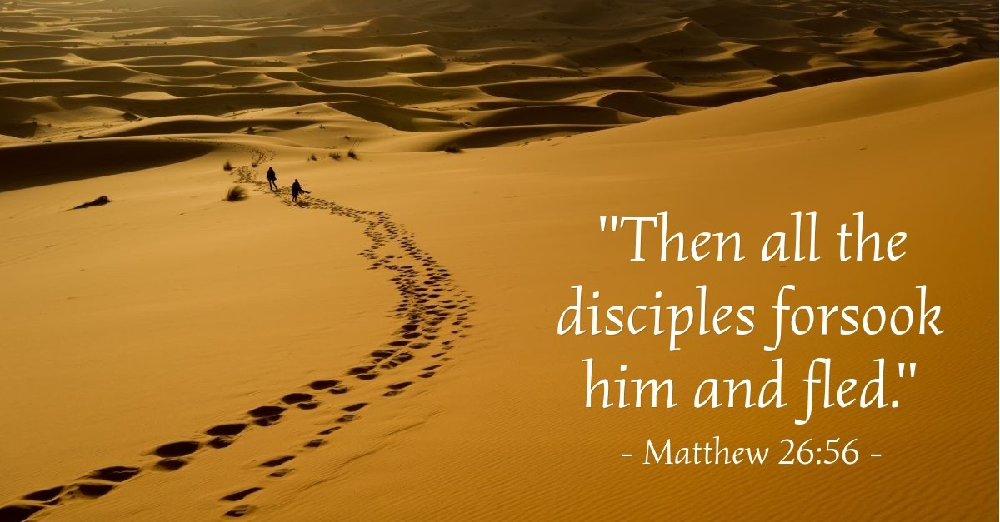 "Then all the
disciples forsook
him and fled."
- Matthew 26:56 -